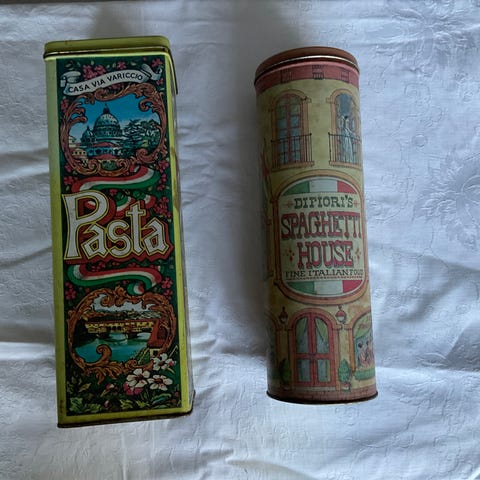 CASA VIA VARICCIO
Pasta
DIPIORI'S
SPAGHETTI
HOUSE
FINE ITALIAN FOOD